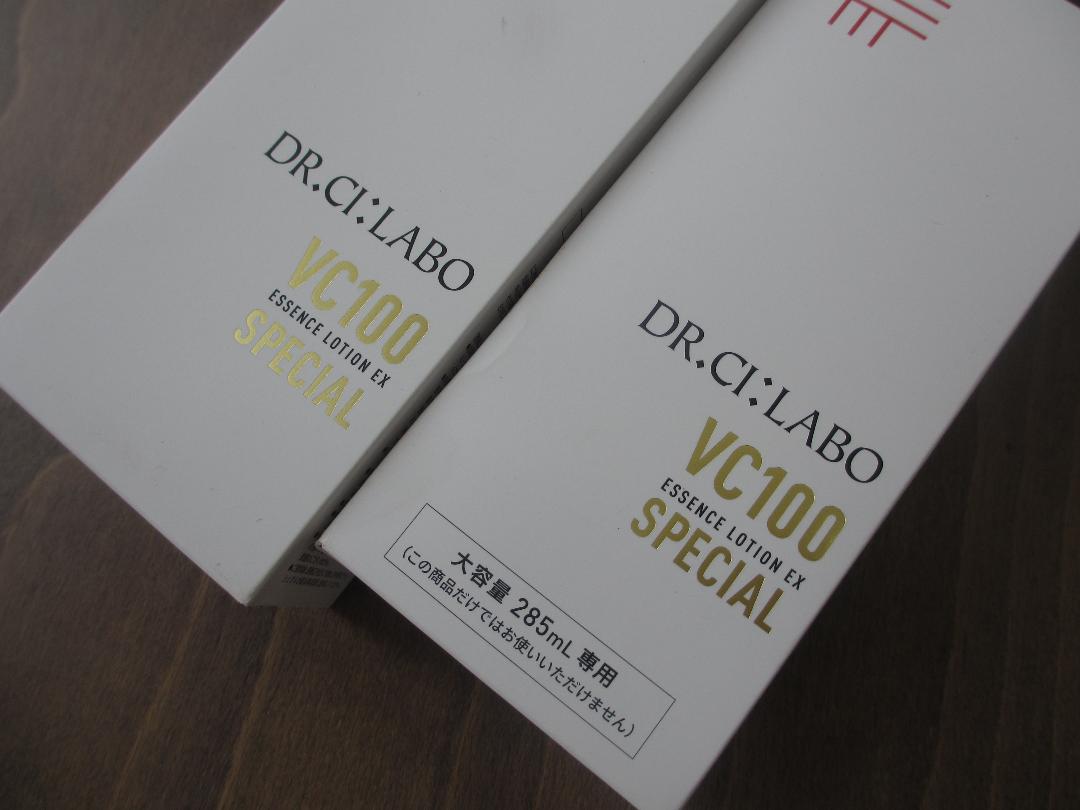 DR.CI:LABO
VC100
ESSENCE LOTION EX
SPECIAL
DR.CI:LABO
VC100
ESSENCE LOTION EX
SPECIAL
大容量 285mL 専用
(この商品だけではお使いいただけません)